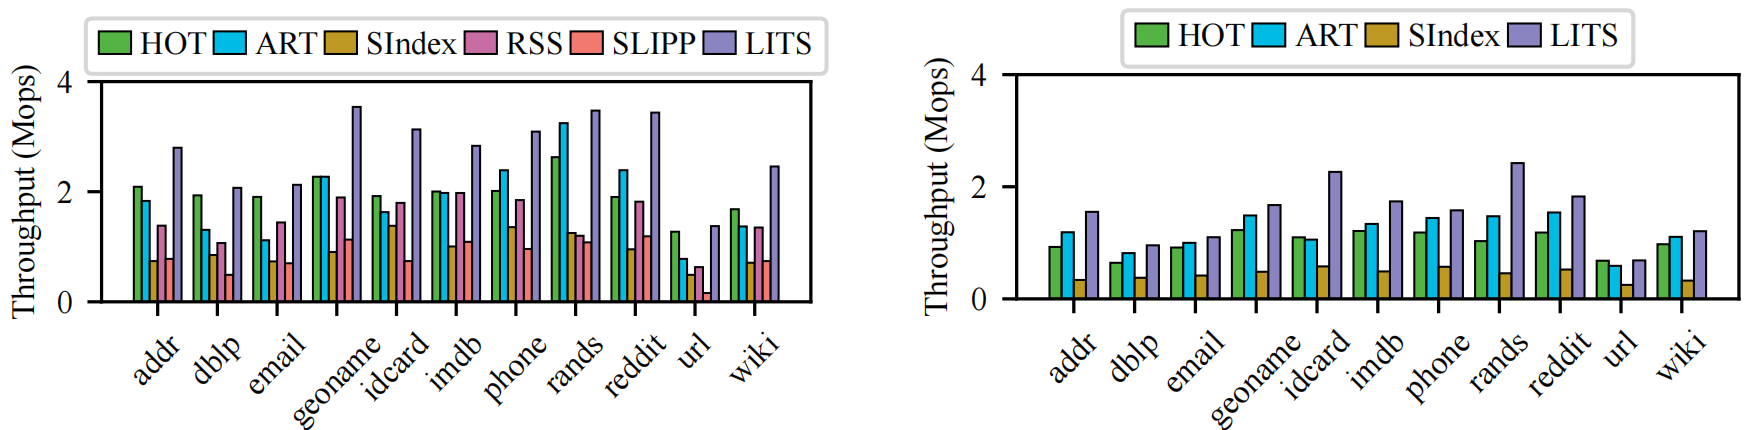 HOT ART SIndex RSS SLIPP LITS
Throughput (Mops)
4
2
0
addr dblp email geoname idcard imdb phone rands reddit url wiki
HOT ART SIndex LITS
Throughput (Mops)
4
2
0
addr dblp email geoname idcard imdb phone rands reddit url wiki